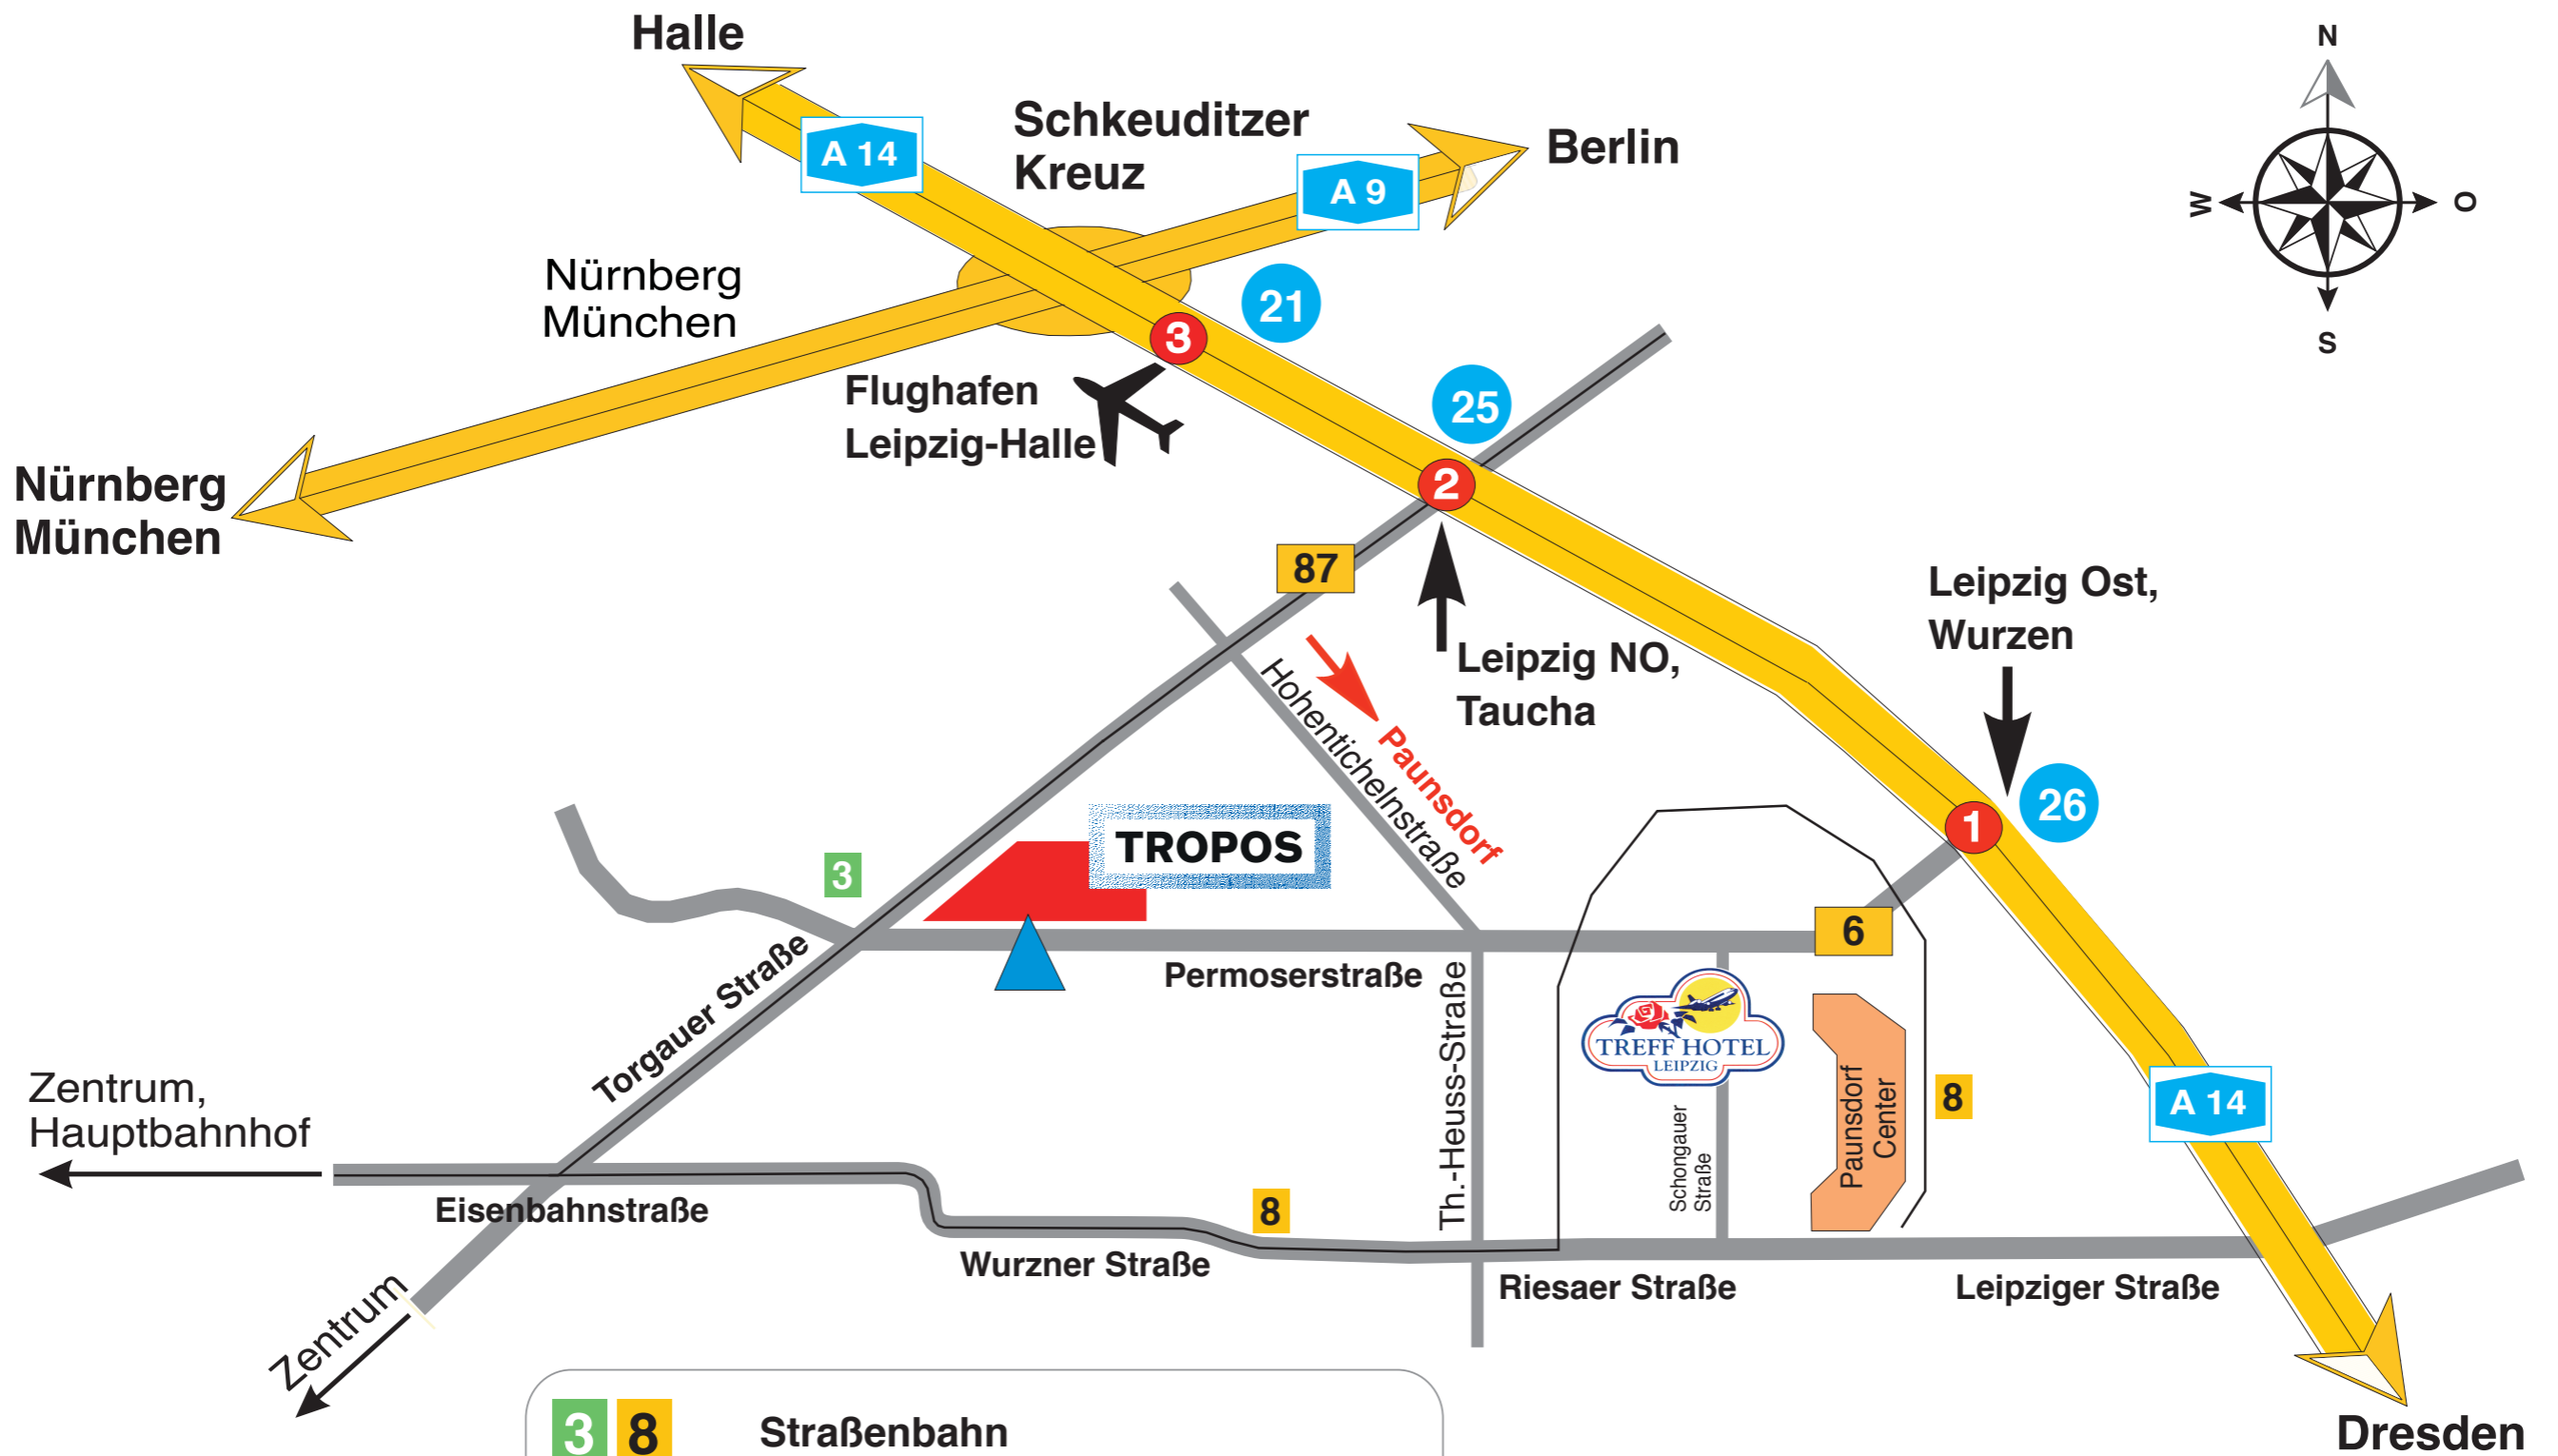 Halle
N
Schkeuditzer
Kreuz
Berlin
A 14
A 9
W
O
Nürnberg
München
21
3
S
Flughafen
Leipzig-Halle
25
Nürnberg
München
2
87
Leipzig Ost,
Wurzen
Leipzig NO,
Taucha
Hohentichelnstraße
Paunsdorf
26
1
TROPOS
3
6
Permoserstraße
Torgauer Straße
Th.-Heuss-Straße
TREFF HOTEL
LEIPZIG
Zentrum,
Hauptbahnhof
Schongauer
Straße
Paunsdorf
Center
8
A 14
Eisenbahnstraße
8
Wurzner Straße
Riesaer Straße
Leipziger Straße
Zentrum
3 8 Straßenbahn
Dresden